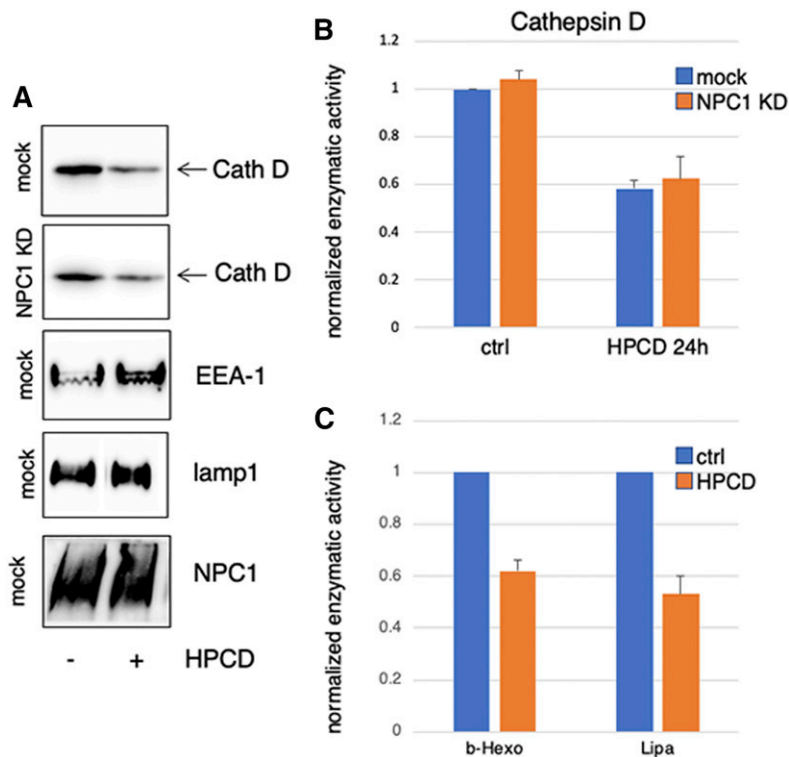 A
mock
← Cath D
NPC1 KD
← Cath D
mock
EEA-1
mock
lamp1
mock
NPC1
- + HPCD
B
Cathepsin D
normalized enzymatic activity
1.2
1
0.8
0.6
0.4
0.2
0
mock
NPC1 KD
ctrl HPCD 24h
C
normalized enzymatic activity
1.2
1
0.8
0.6
0.4
0.2
0
ctrl
HPCD
b-Hexo Lipa